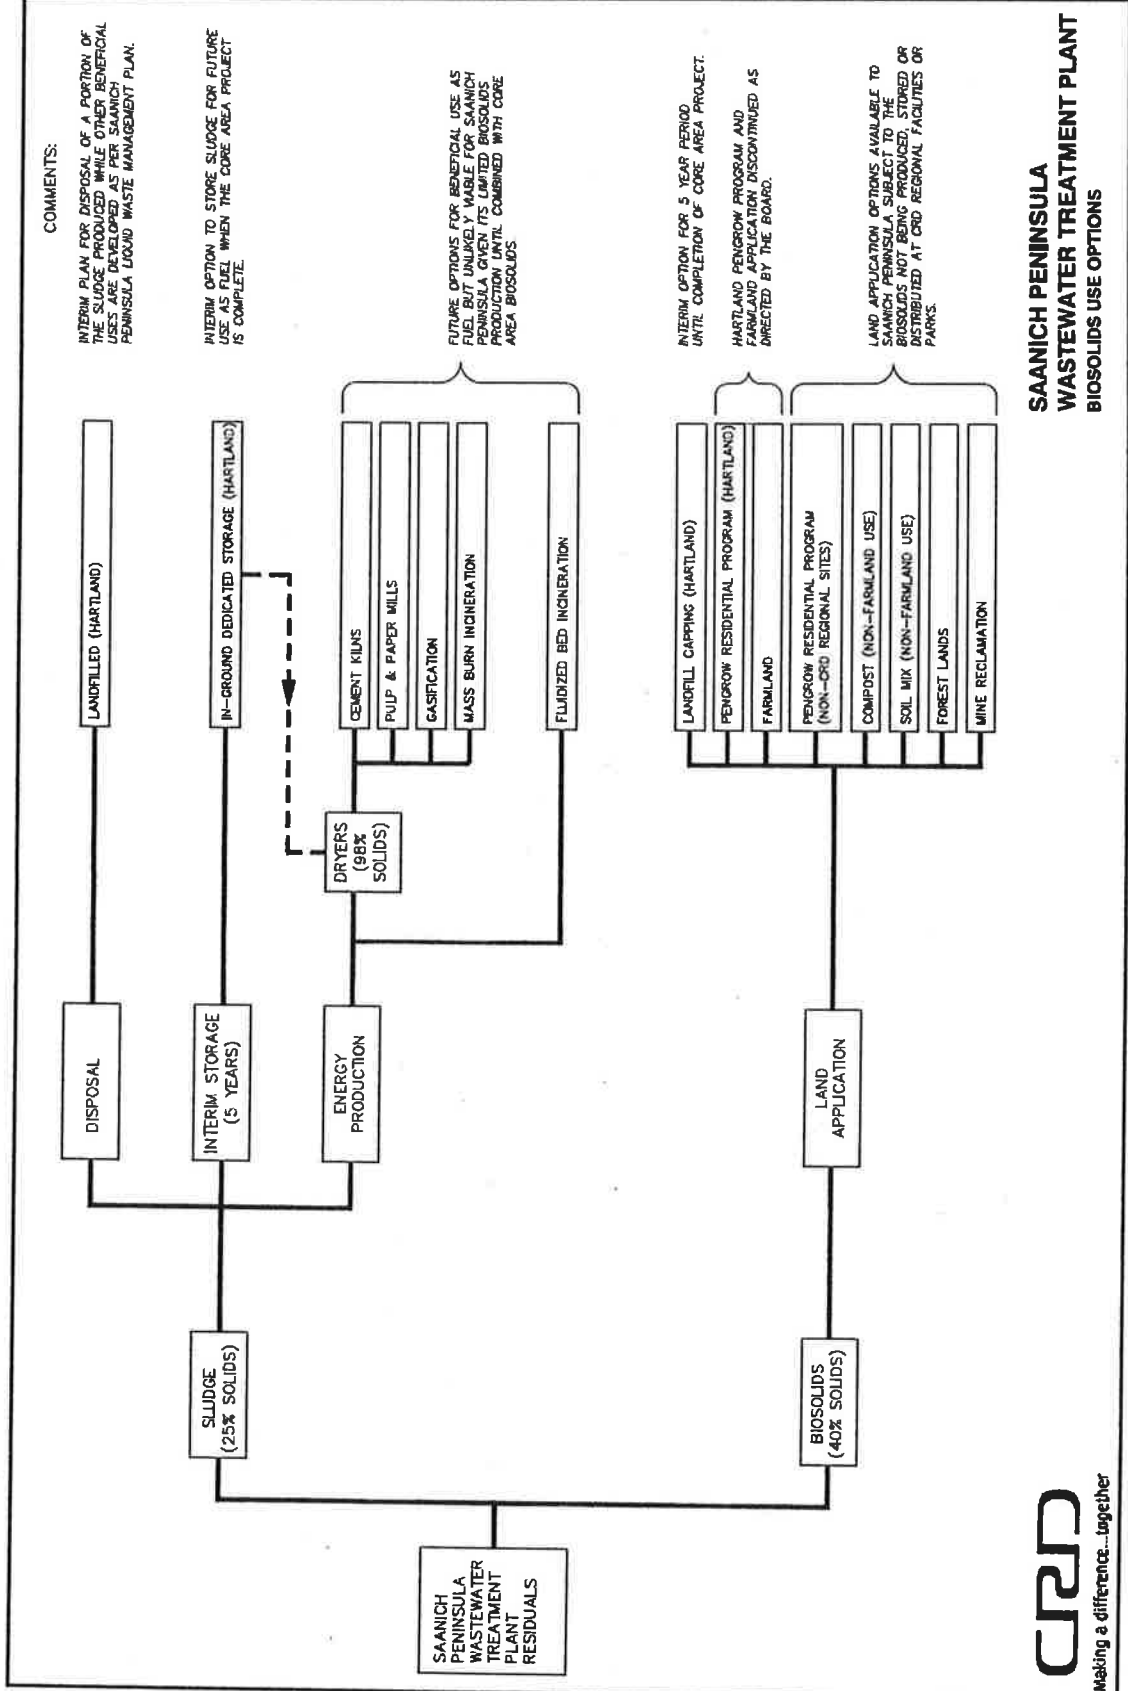 COMMENTS:
SAANICH
PENINSULA
WASTEWATER
TREATMENT
PLANT
RESIDUALS
SLUDGE
(25% SOLIDS)
BIOSOLIDS
(40% SOLIDS)
DISPOSAL
INTERIM STORAGE
(5 YEARS)
ENERGY
PRODUCTION
LAND
APPLICATION
DRYERS
(98%
SOLIDS)
LANDFILLED (HARTLAND)
INTERIM PLAN FOR DISPOSAL OF A PORTION OF
THE SLUDGE PRODUCED WHILE OTHER BENEFICIAL
USES ARE DEVELOPED AS PER SAANICH
PENINSULA LIQUID WASTE MANAGEMENT PLAN.
IN-GROUND DEDICATED STORAGE (HARTLAND)
INTERIM OPTION TO STORE SLUDGE FOR FUTURE
USE AS FUEL WHEN THE CORE AREA PROJECT
IS COMPLETE.
CEMENT KILNS
PULP & PAPER MILLS
GASIFICATION
MASS BURN INCINERATION
FLUIDIZED BED INCINERATION
FUTURE OPTIONS FOR BENEFICIAL USE AS
FUEL BUT UNLIKELY VIABLE FOR SAANICH
PENINSULA GIVEN ITS LIMITED BIOSOLIDS
PRODUCTION UNTIL COMBINED WITH CORE
AREA BIOSOLIDS.
LANDFILL CAPPING (HARTLAND)
INTERIM OPTION FOR 5 YEAR PERIOD
UNTIL COMPLETION OF CORE AREA PROJECT.
PENGROW RESIDENTIAL PROGRAM (HARTLAND)
FARMLAND
HARTLAND PENGROW PROGRAM AND
FARMLAND APPLICATION DISCONTINUED AS
DIRECTED BY THE BOARD.
PENGROW RESIDENTIAL PROGRAM
(NON-CRD REGIONAL SITES)
COMPOST (NON-FARMLAND USE)
SOIL MIX (NON-FARMLAND USE)
FOREST LANDS
MINE RECLAMATION
LAND APPLICATION OPTIONS AVAILABLE TO
SAANICH PENINSULA SUBJECT TO THE
BIOSOLIDS NOT BEING PRODUCED, STORED OR
DISTRIBUTED AT CRD REGIONAL FACILITIES OR
PARKS.
CRD
Making a difference...together
SAANICH PENINSULA
WASTEWATER TREATMENT PLANT
BIOSOLIDS USE OPTIONS